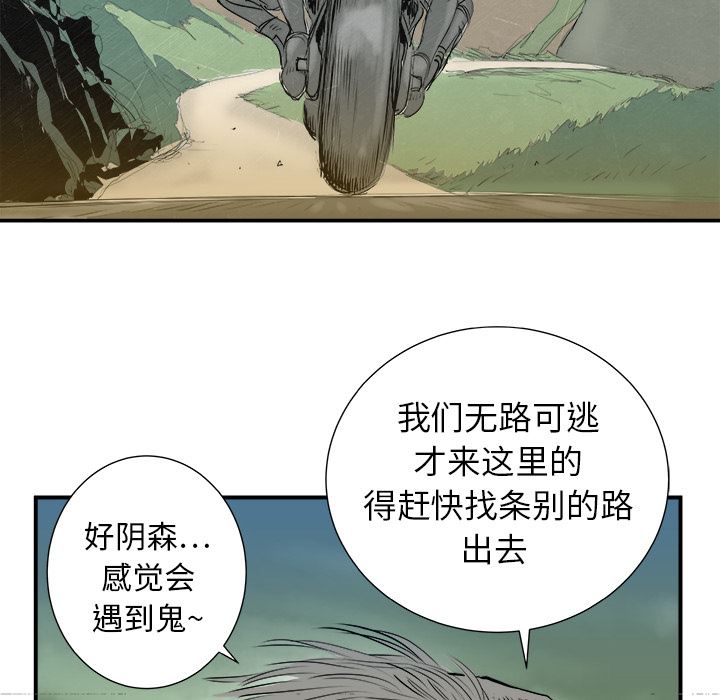 我们无路可逃
才来这里的
得赶快找条别的路
出去
好阴森...
感觉会
遇到鬼~